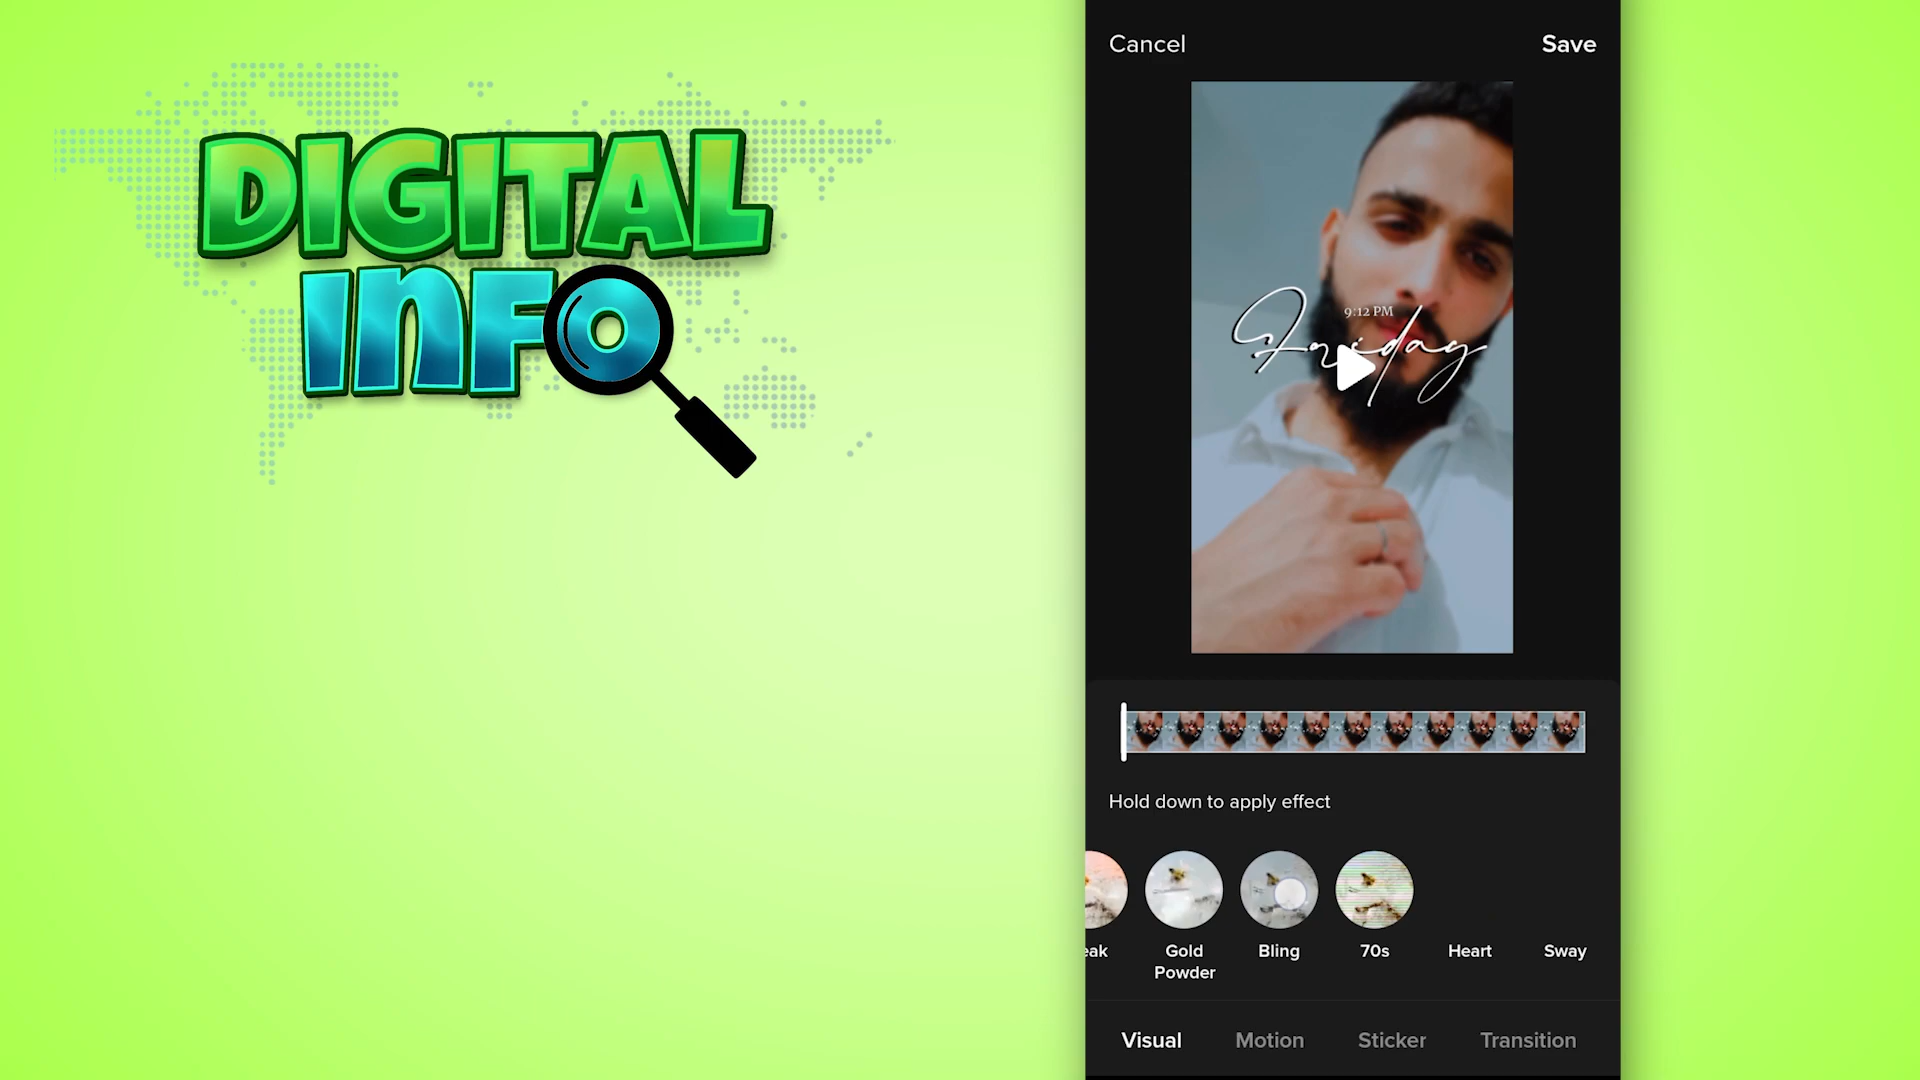 DIGITAL
INFO
Cancel
Save
9:12 PM
Friday
Hold down to apply effect
eak
Gold
Powder
Bling
70s
Heart
Sway
Visual
Motion
Sticker
Transition